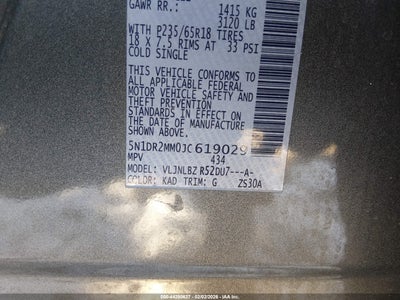 GAWR RR.: 1415 KG
3120 LB
WITH P235/65R18 TIRES
18 X 7.5 RIMS AT 33 PSI
COLD SINGLE
THIS VEHICLE CONFORMS TO
ALL APPLICABLE FEDERAL
MOTOR VEHICLE SAFETY AND
THEFT PREVENTION
STANDARDS IN EFFECT ON
THE DATE OF MANUFACTURE
SHOWN ABOVE.
5N1DR2MM0JC619029
MPV 434
MODEL: VLJNLBZ R52DU7---A-
COLOR: KAD TRIM: G ZS30A